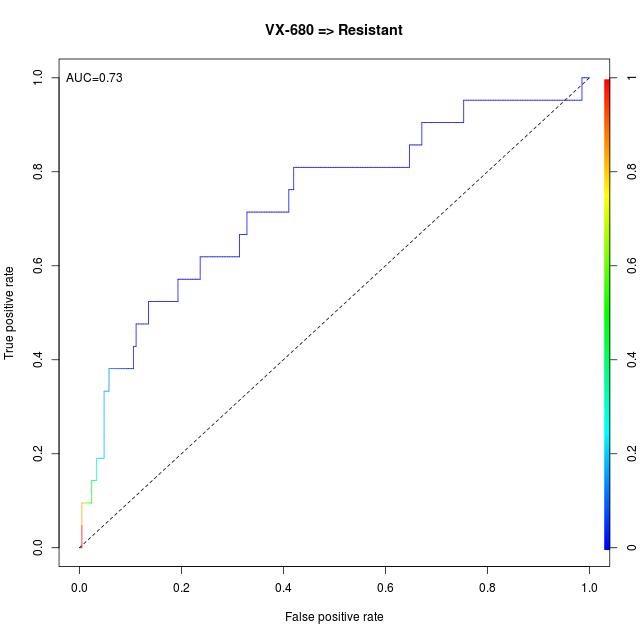 VX-680 => Resistant
AUC=0.73
True positive rate
1.0
0.8
0.6
0.4
0.2
0.0
1
0.8
0.6
0.4
0.2
0
0.0 0.2 0.4 0.6 0.8 1.0
False positive rate